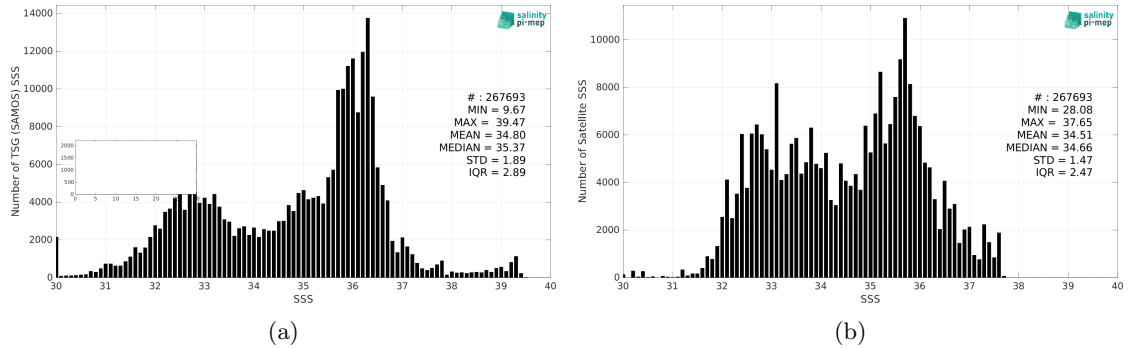 14000
12000
10000
8000
6000
4000
2000
0
Number of TSG (SAMOS) SSS
salinity
pi-mep
# : 267693
MIN = 9.67
MAX = 39.47
MEAN = 34.80
MEDIAN = 35.37
STD = 1.89
IQR = 2.89
2000
1500
1000
500
0
0 5 10 15 20 25
30 31 32 33 34 35 36 37 38 39 40
SSS
(a)
10000
8000
6000
4000
2000
0
Number of Satellite SSS
salinity
pi-mep
# : 267693
MIN = 28.08
MAX = 37.65
MEAN = 34.51
MEDIAN = 34.66
STD = 1.47
IQR = 2.47
30 31 32 33 34 35 36 37 38 39 40
SSS
(b)